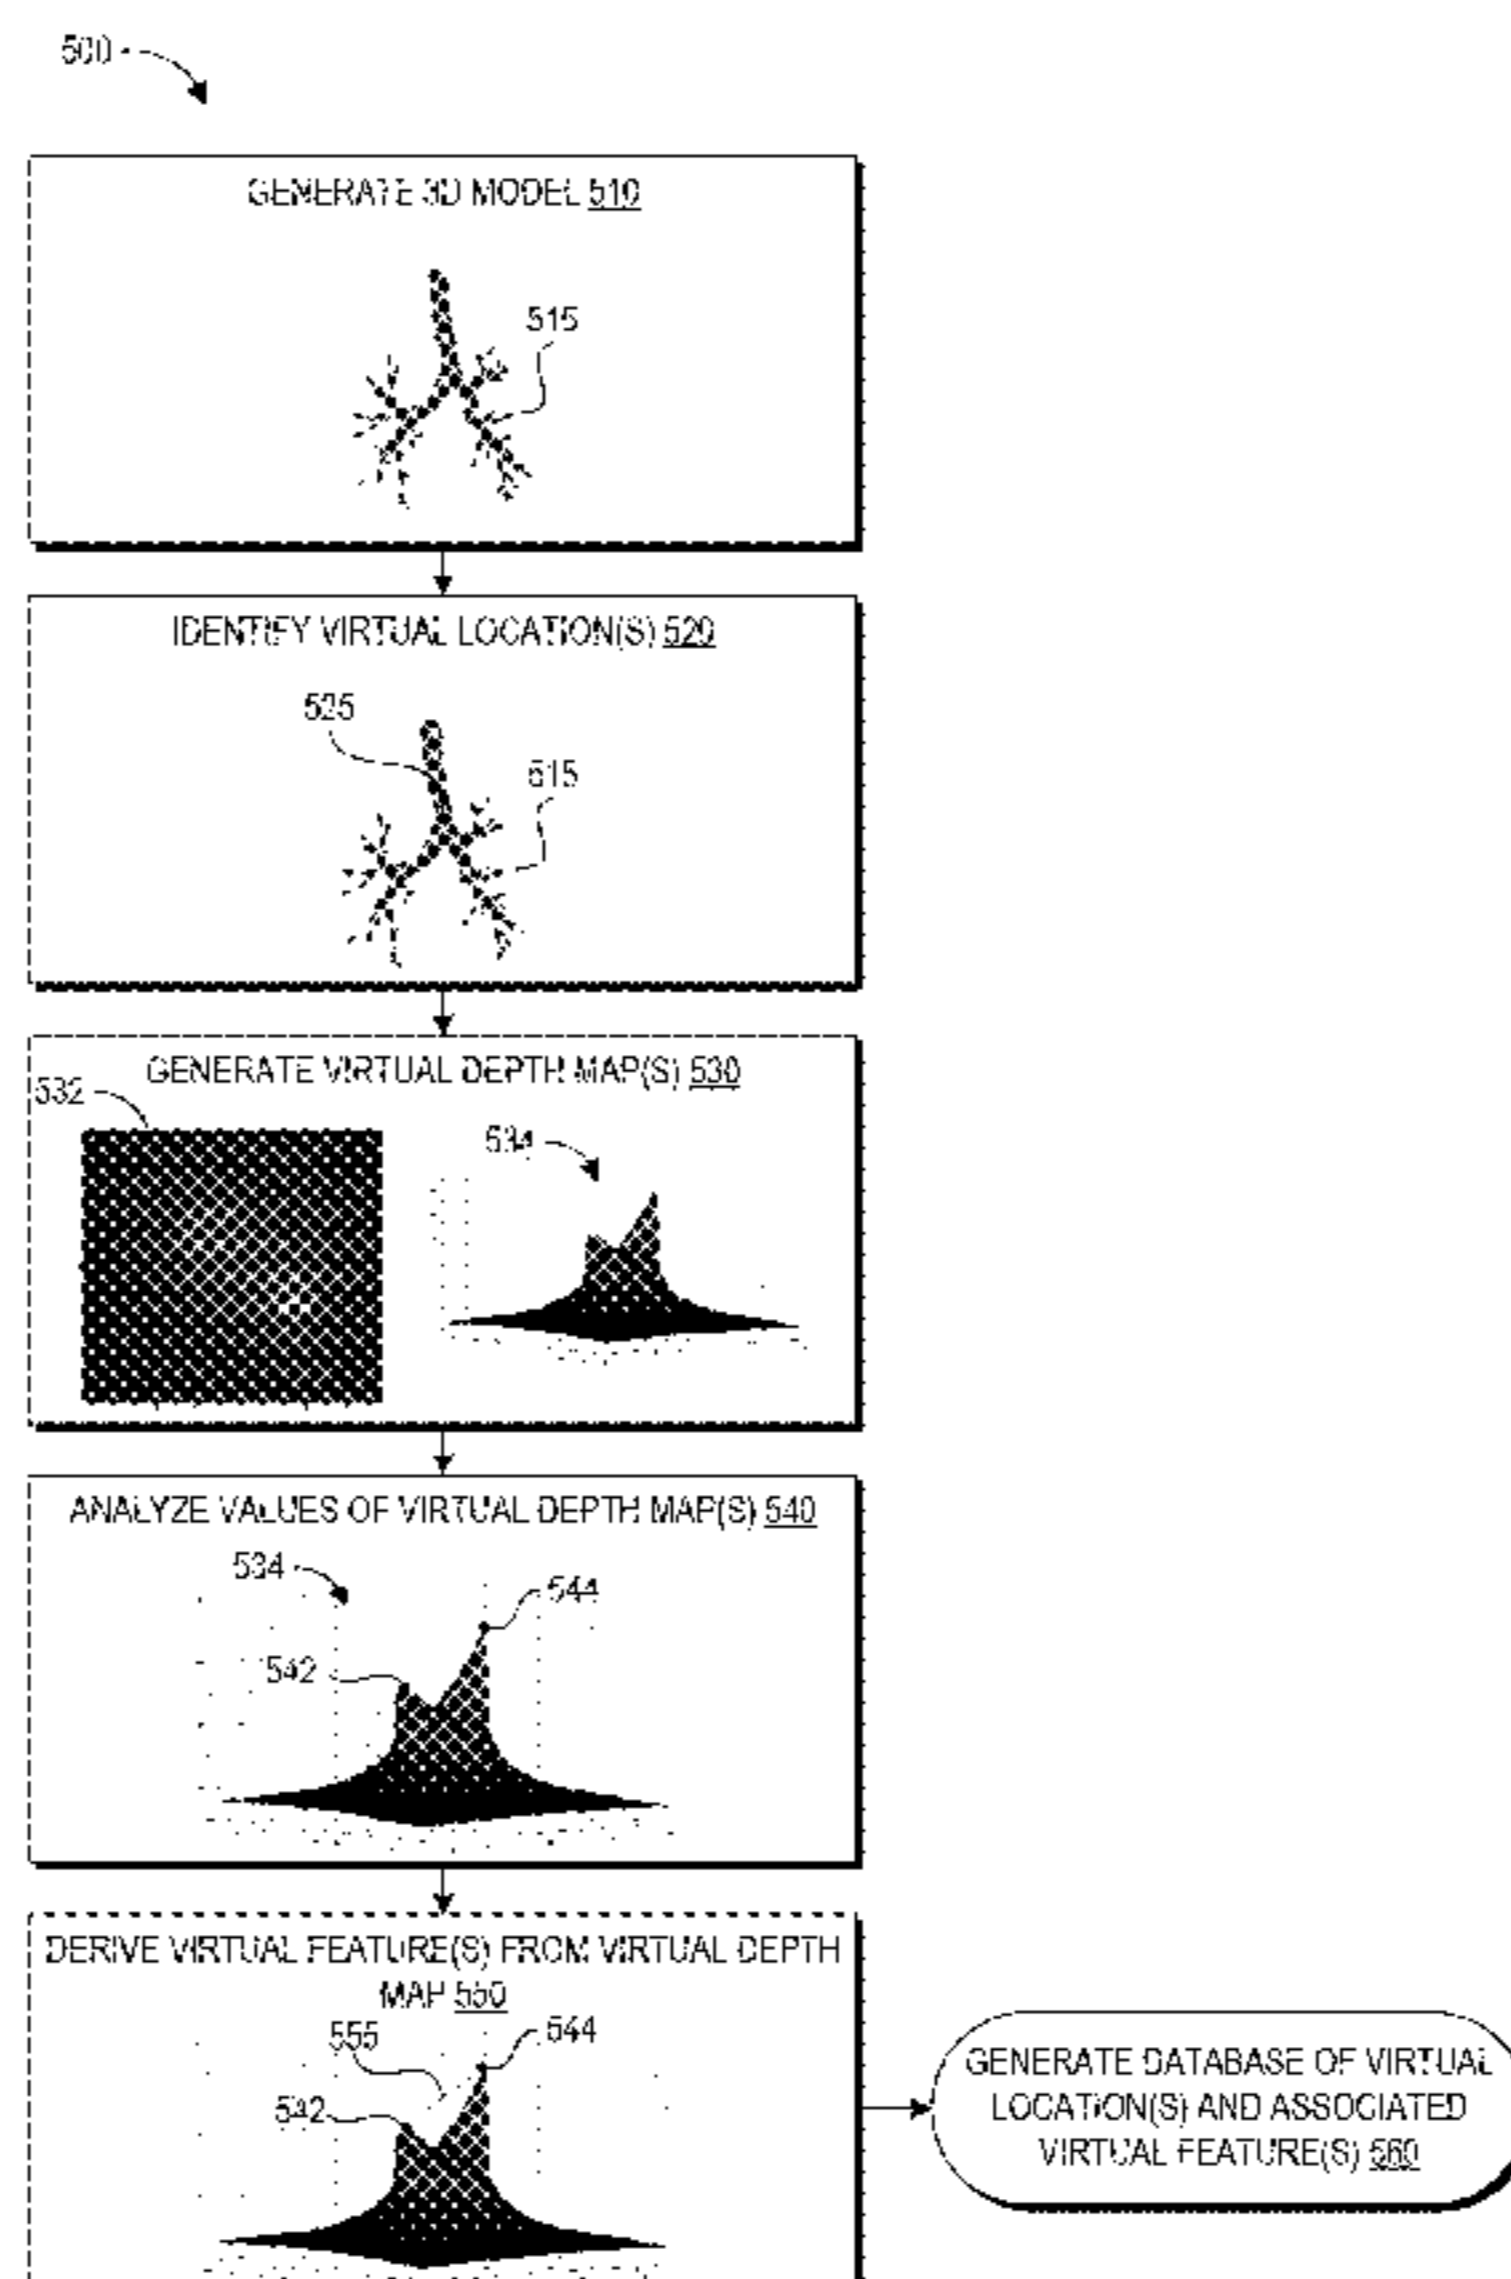 500
GENERATE 3D MODEL 510
515
IDENTIFY VIRTUAL LOCATION(S) 520
525
515
GENERATE VIRTUAL DEPTH MAP(S) 530
532
534
ANALYZE VALUES OF VIRTUAL DEPTH MAP(S) 540
534
544
542
DERIVE VIRTUAL FEATURE(S) FROM VIRTUAL DEPTH
MAP 550
555
544
542
GENERATE DATABASE OF VIRTUAL
LOCATION(S) AND ASSOCIATED
VIRTUAL FEATURE(S) 560